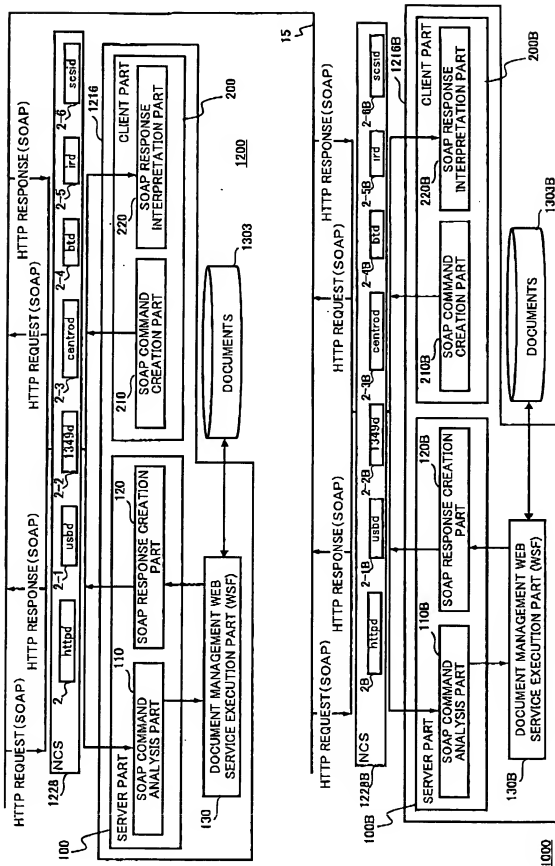 HTTP REQUEST(SOAP)
HTTP RESPONSE(SOAP)
HTTP REQUEST(SOAP)
HTTP RESPONSE(SOAP)
15
1228
NCS
2
httpd
2-1
usbd
2-2
1349d
2-3
centrod
2-4
btd
2-5
ird
2-6
scsid
100
SERVER PART
110
SOAP COMMAND
ANALYSIS PART
120
SOAP RESPONSE CREATION
PART
130
DOCUMENT MANAGEMENT WEB
SERVICE EXECUTION PART (WSF)
1216
CLIENT PART
200
210
SOAP COMMAND
CREATION PART
220
SOAP RESPONSE
INTERPRETATION PART
1200
DOCUMENTS
1303
HTTP REQUEST(SOAP)
HTTP RESPONSE(SOAP)
HTTP REQUEST(SOAP)
HTTP RESPONSE(SOAP)
1228B
NCS
2B
httpd
2-1B
usbd
2-2B
1349d
2-3B
centrod
2-4B
btd
2-5B
ird
2-6B
scsid
100B
SERVER PART
110B
SOAP COMMAND
ANALYSIS PART
120B
SOAP RESPONSE CREATION
PART
130B
DOCUMENT MANAGEMENT WEB
SERVICE EXECUTION PART (WSF)
1216B
CLIENT PART
200B
210B
SOAP COMMAND
CREATION PART
220B
SOAP RESPONSE
INTERPRETATION PART
DOCUMENTS
1303B
1000